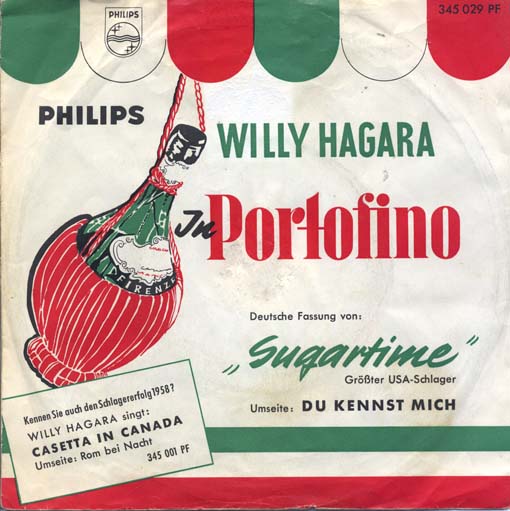 PHILIPS
345 029 PF
PHILIPS
WILLY HAGARA
In Portofino
FIRENZE
Deutsche Fassung von:
„Sugartime"
Größter USA-Schlager
Umseite: DU KENNST MICH
Kennen Sie auch den Schlagererfolg 1958?
WILLY HAGARA singt:
CASETTA IN CANADA
Umseite: Rom bei Nacht
345 001 PF